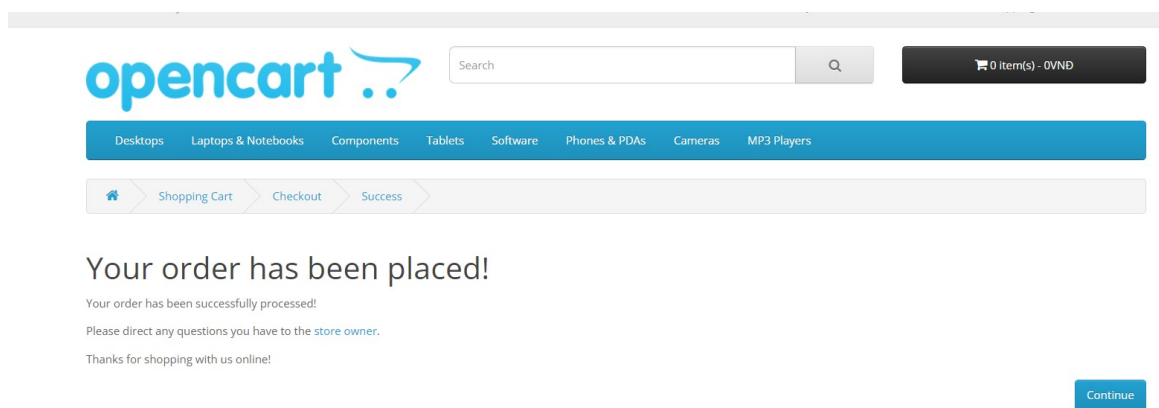 opencart
Search
0 item(s) - 0VNĐ
Desktops Laptops & Notebooks Components Tablets Software Phones & PDAs Cameras MP3 Players
Shopping Cart Checkout Success
Your order has been placed!
Your order has been successfully processed!
Please direct any questions you have to the store owner.
Thanks for shopping with us online!
Continue